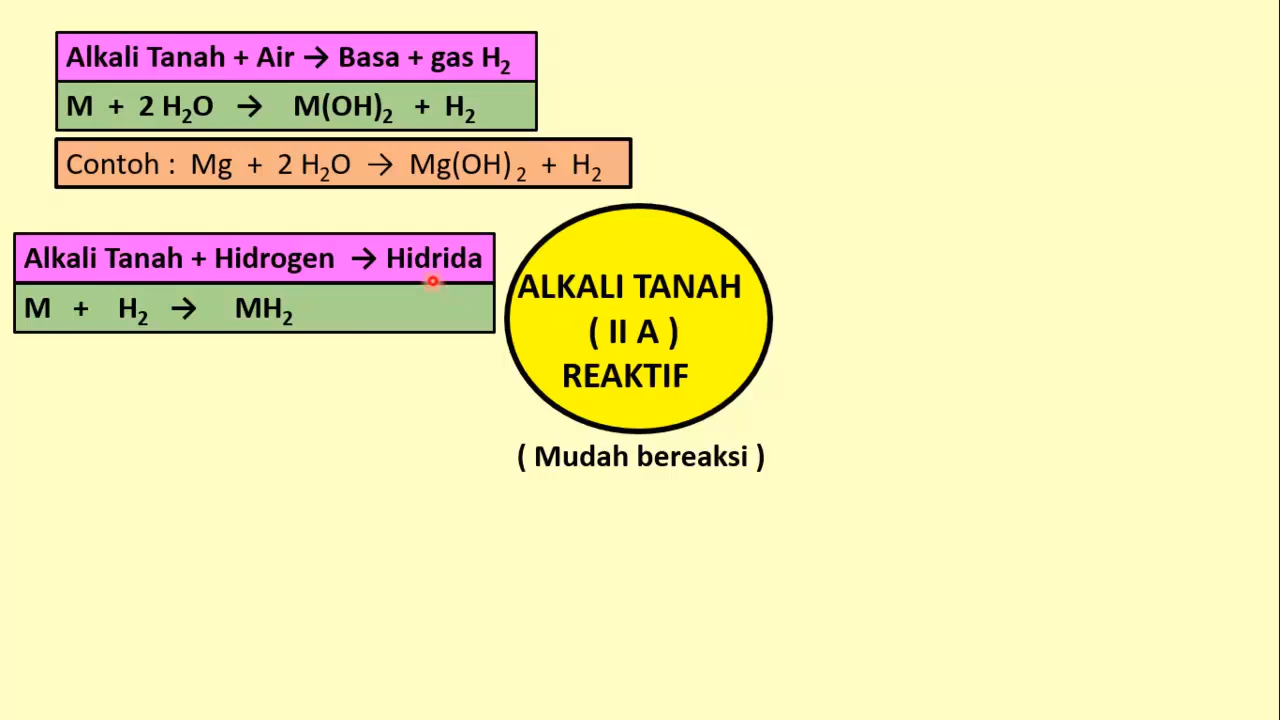 Alkali Tanah + Air → Basa + gas H₂
M + 2 H₂O → M(OH)₂ + H₂
Contoh : Mg + 2 H₂O → Mg(OH) ₂ + H₂
Alkali Tanah + Hidrogen → Hidrida
M + H₂ → MH₂
ALKALI TANAH
( II A )
REAKTIF
( Mudah bereaksi )